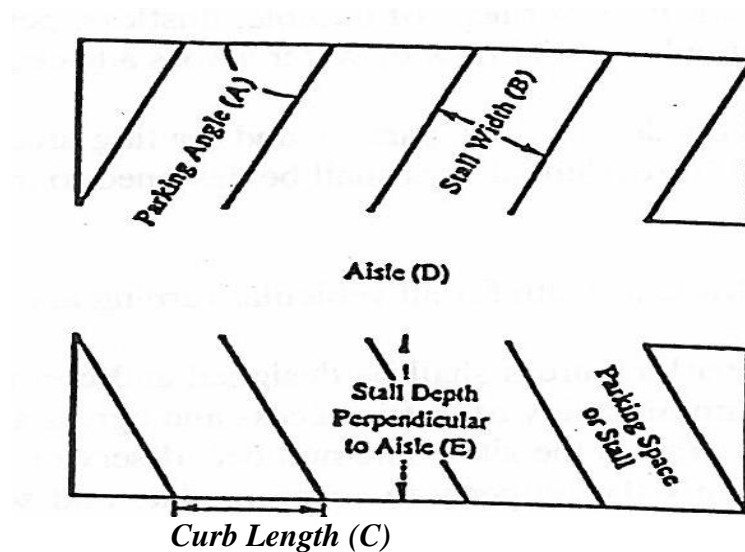 Parking Angle (A)
Stall Width (B)
Aisle (D)
Stall Depth
Perpendicular
to Aisle (E)
Parking Space
or Stall
Curb Length (C)